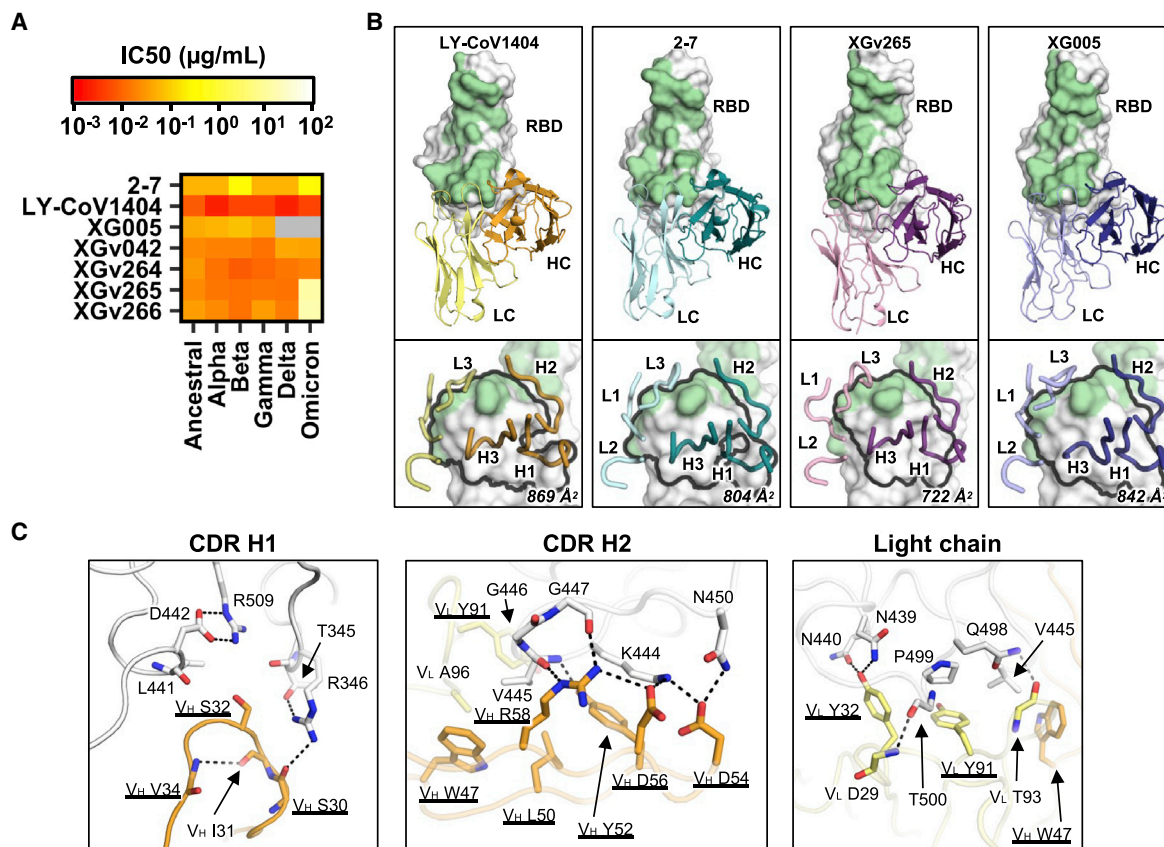 A
IC50 (µg/mL)
10-3 10-2 10-1 100 101 102
2-7
LY-CoV1404
XG005
XGv042
XGv264
XGv265
XGv266
Ancestral
Alpha
Beta
Gamma
Delta
Omicron
B
LY-CoV1404
RBD
HC
LC
2-7
RBD
HC
LC
XGv265
RBD
HC
LC
XG005
RBD
HC
LC
L3
H2
H3
H1
869 Å2
L3
H2
L1
L2
H3
H1
804 Å2
L3
H2
L1
L2
H3
H1
722 Å2
L3
H2
L1
L2
H3
H1
842 Å2
C
CDR H1
D442
R509
T345
L441
R346
VH S32
VH V34
VH I31
VH S30
CDR H2
G446
G447
N450
VL Y91
K444
VL A96
V445
VH R58
VH W47
VH D56
VH D54
VH L50
VH Y52
Light chain
N439
Q498
V445
N440
P499
VL Y32
VL Y91
VL D29
T500
VL T93
VH W47